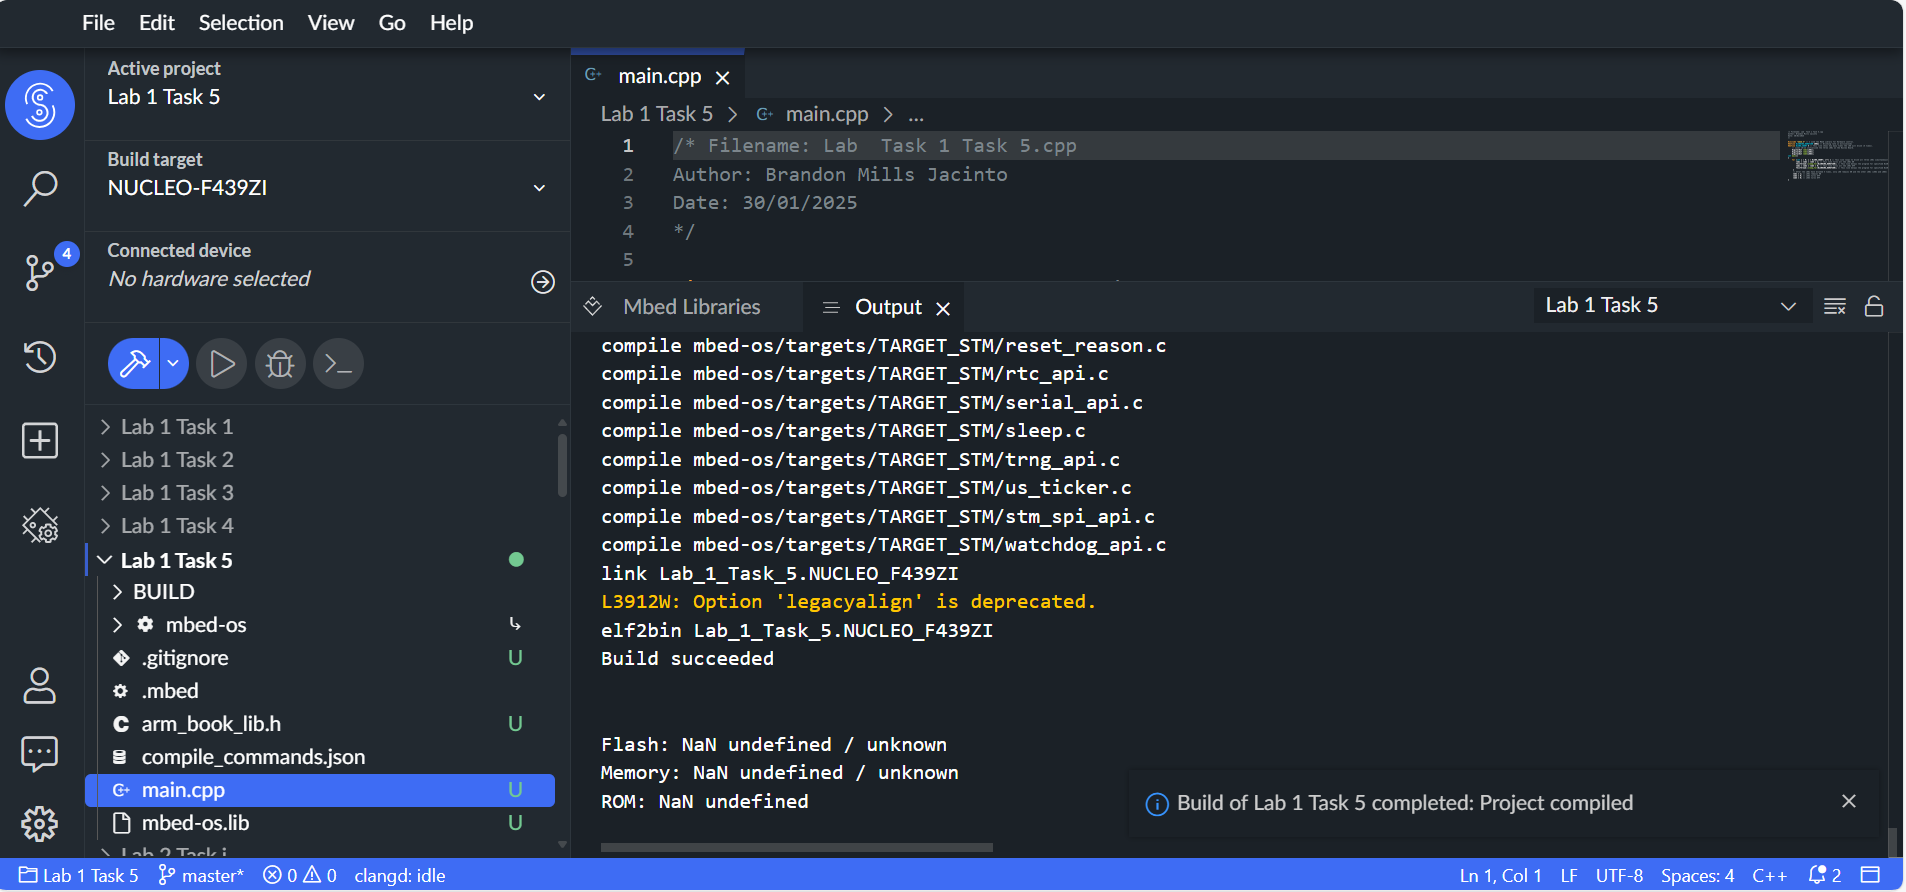 File Edit Selection View Go Help
Active project
Lab 1 Task 5
Build target
NUCLEO-F439ZI
Connected device
No hardware selected
4
Lab 1 Task 1
Lab 1 Task 2
Lab 1 Task 3
Lab 1 Task 4
Lab 1 Task 5
BUILD
mbed-os
.gitignore U
.mbed
arm_book_lib.h U
compile_commands.json
main.cpp U
mbed-os.lib U
Lab 2 Task i
main.cpp
Lab 1 Task 5 > main.cpp > ...
1 /* Filename: Lab  Task 1 Task 5.cpp
2 Author: Brandon Mills Jacinto
3 Date: 30/01/2025
4 */
5
Mbed Libraries Output Lab 1 Task 5
compile mbed-os/targets/TARGET_STM/reset_reason.c
compile mbed-os/targets/TARGET_STM/rtc_api.c
compile mbed-os/targets/TARGET_STM/serial_api.c
compile mbed-os/targets/TARGET_STM/sleep.c
compile mbed-os/targets/TARGET_STM/trng_api.c
compile mbed-os/targets/TARGET_STM/us_ticker.c
compile mbed-os/targets/TARGET_STM/stm_spi_api.c
compile mbed-os/targets/TARGET_STM/watchdog_api.c
link Lab_1_Task_5.NUCLEO_F439ZI
L3912W: Option 'legacyalign' is deprecated.
elf2bin Lab_1_Task_5.NUCLEO_F439ZI
Build succeeded
Flash: NaN undefined / unknown
Memory: NaN undefined / unknown
ROM: NaN undefined
Build of Lab 1 Task 5 completed: Project compiled
Lab 1 Task 5 master* 0 0 clangd: idle Ln 1, Col 1 LF UTF-8 Spaces: 4 C++ 2